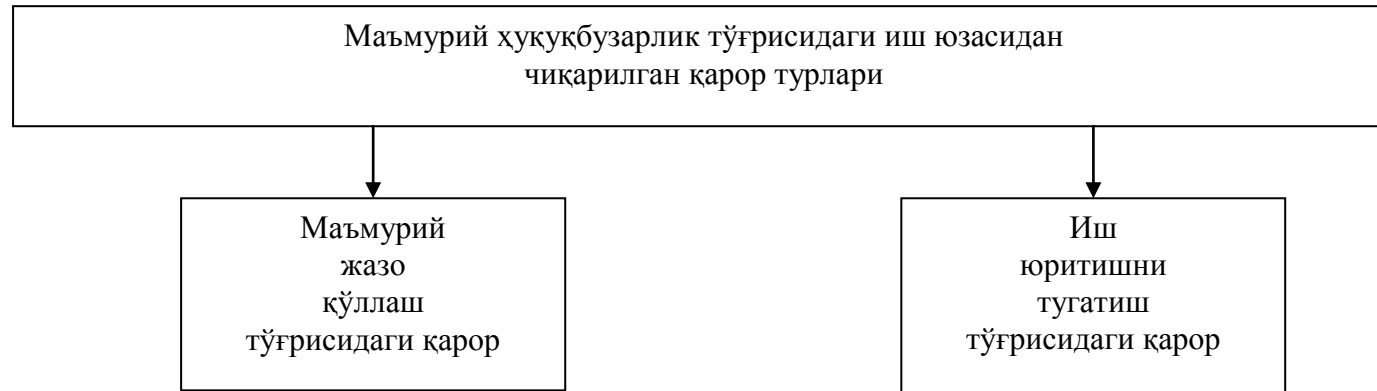 Маъмурий ҳуқуқбузарлик тўғрисидаги иш юзасидан
чиқарилган қарор турлари
Маъмурий
жазо
қўллаш
тўғрисидаги қарор
Иш
юритишни
тугатиш
тўғрисидаги қарор